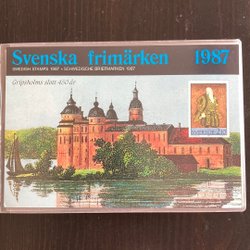 Svenska frimärken 1987
SWEDISH STAMPS 1987 • SCHWEDISCHE BRIEFMARKEN 1987
Gripsholms slott 450 år